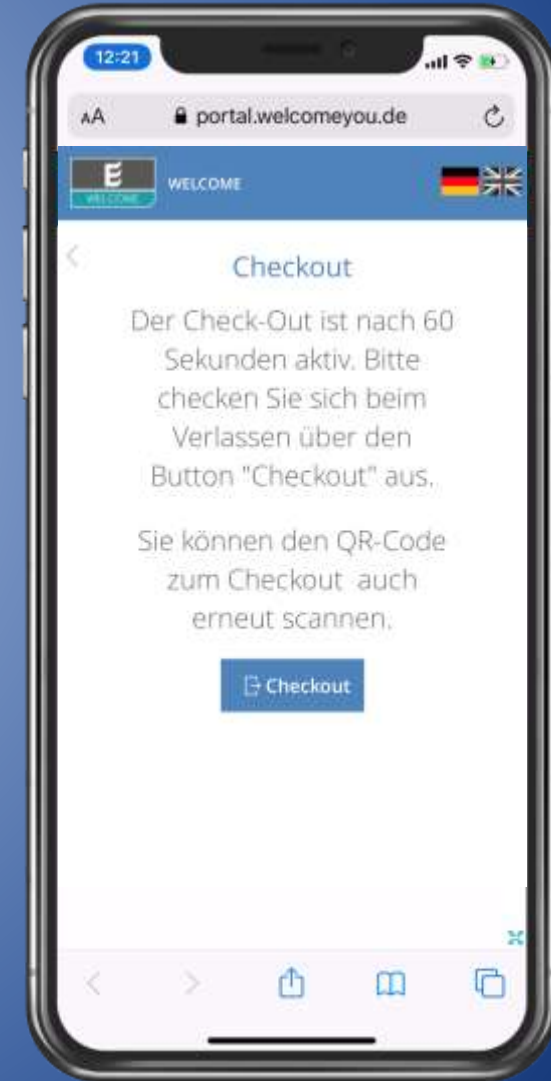 12:21
AA portal.welcomeyou.de
E
WELCOME
WELCOME
Checkout
Der Check-Out ist nach 60
Sekunden aktiv. Bitte
checken Sie sich beim
Verlassen über den
Button "Checkout" aus.
Sie können den QR-Code
zum Checkout auch
erneut scannen.
Checkout